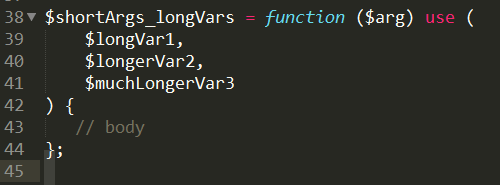 38 $shortArgs_longVars = function ($arg) use (
39     $longVar1,
40     $longerVar2,
41     $muchLongerVar3
42 ) {
43    // body
44 };
45